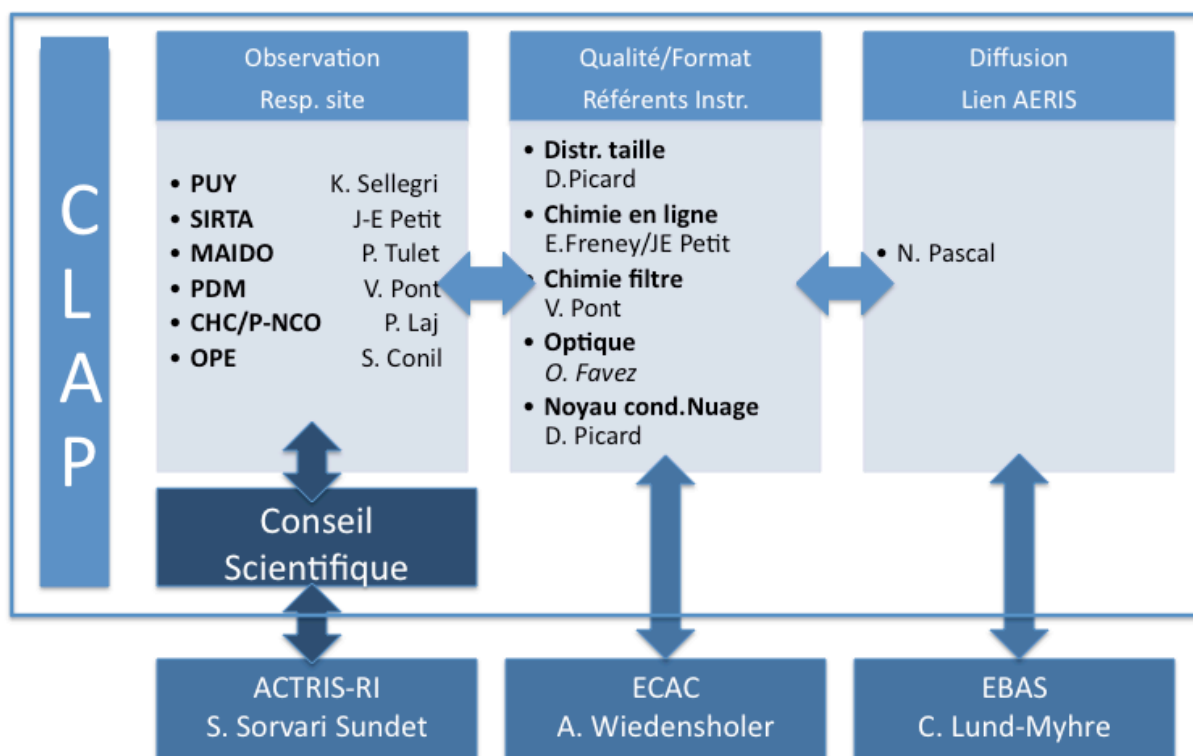 C
L
A
P
Observation
Resp. site
• PUY K. Sellegri
• SIRTA J-E Petit
• MAIDO P. Tulet
• PDM V. Pont
• CHC/P-NCO P. Laj
• OPE S. Conil
Qualité/Format
Référents Instr.
• Distr. taille
D.Picard
• Chimie en ligne
E.Freney/JE Petit
• Chimie filtre
V. Pont
• Optique
O. Favez
• Noyau cond.Nuage
D. Picard
Diffusion
Lien AERIS
• N. Pascal
Conseil
Scientifique
ACTRIS-RI
S. Sorvari Sundet
ECAC
A. Wiedensholer
EBAS
C. Lund-Myhre